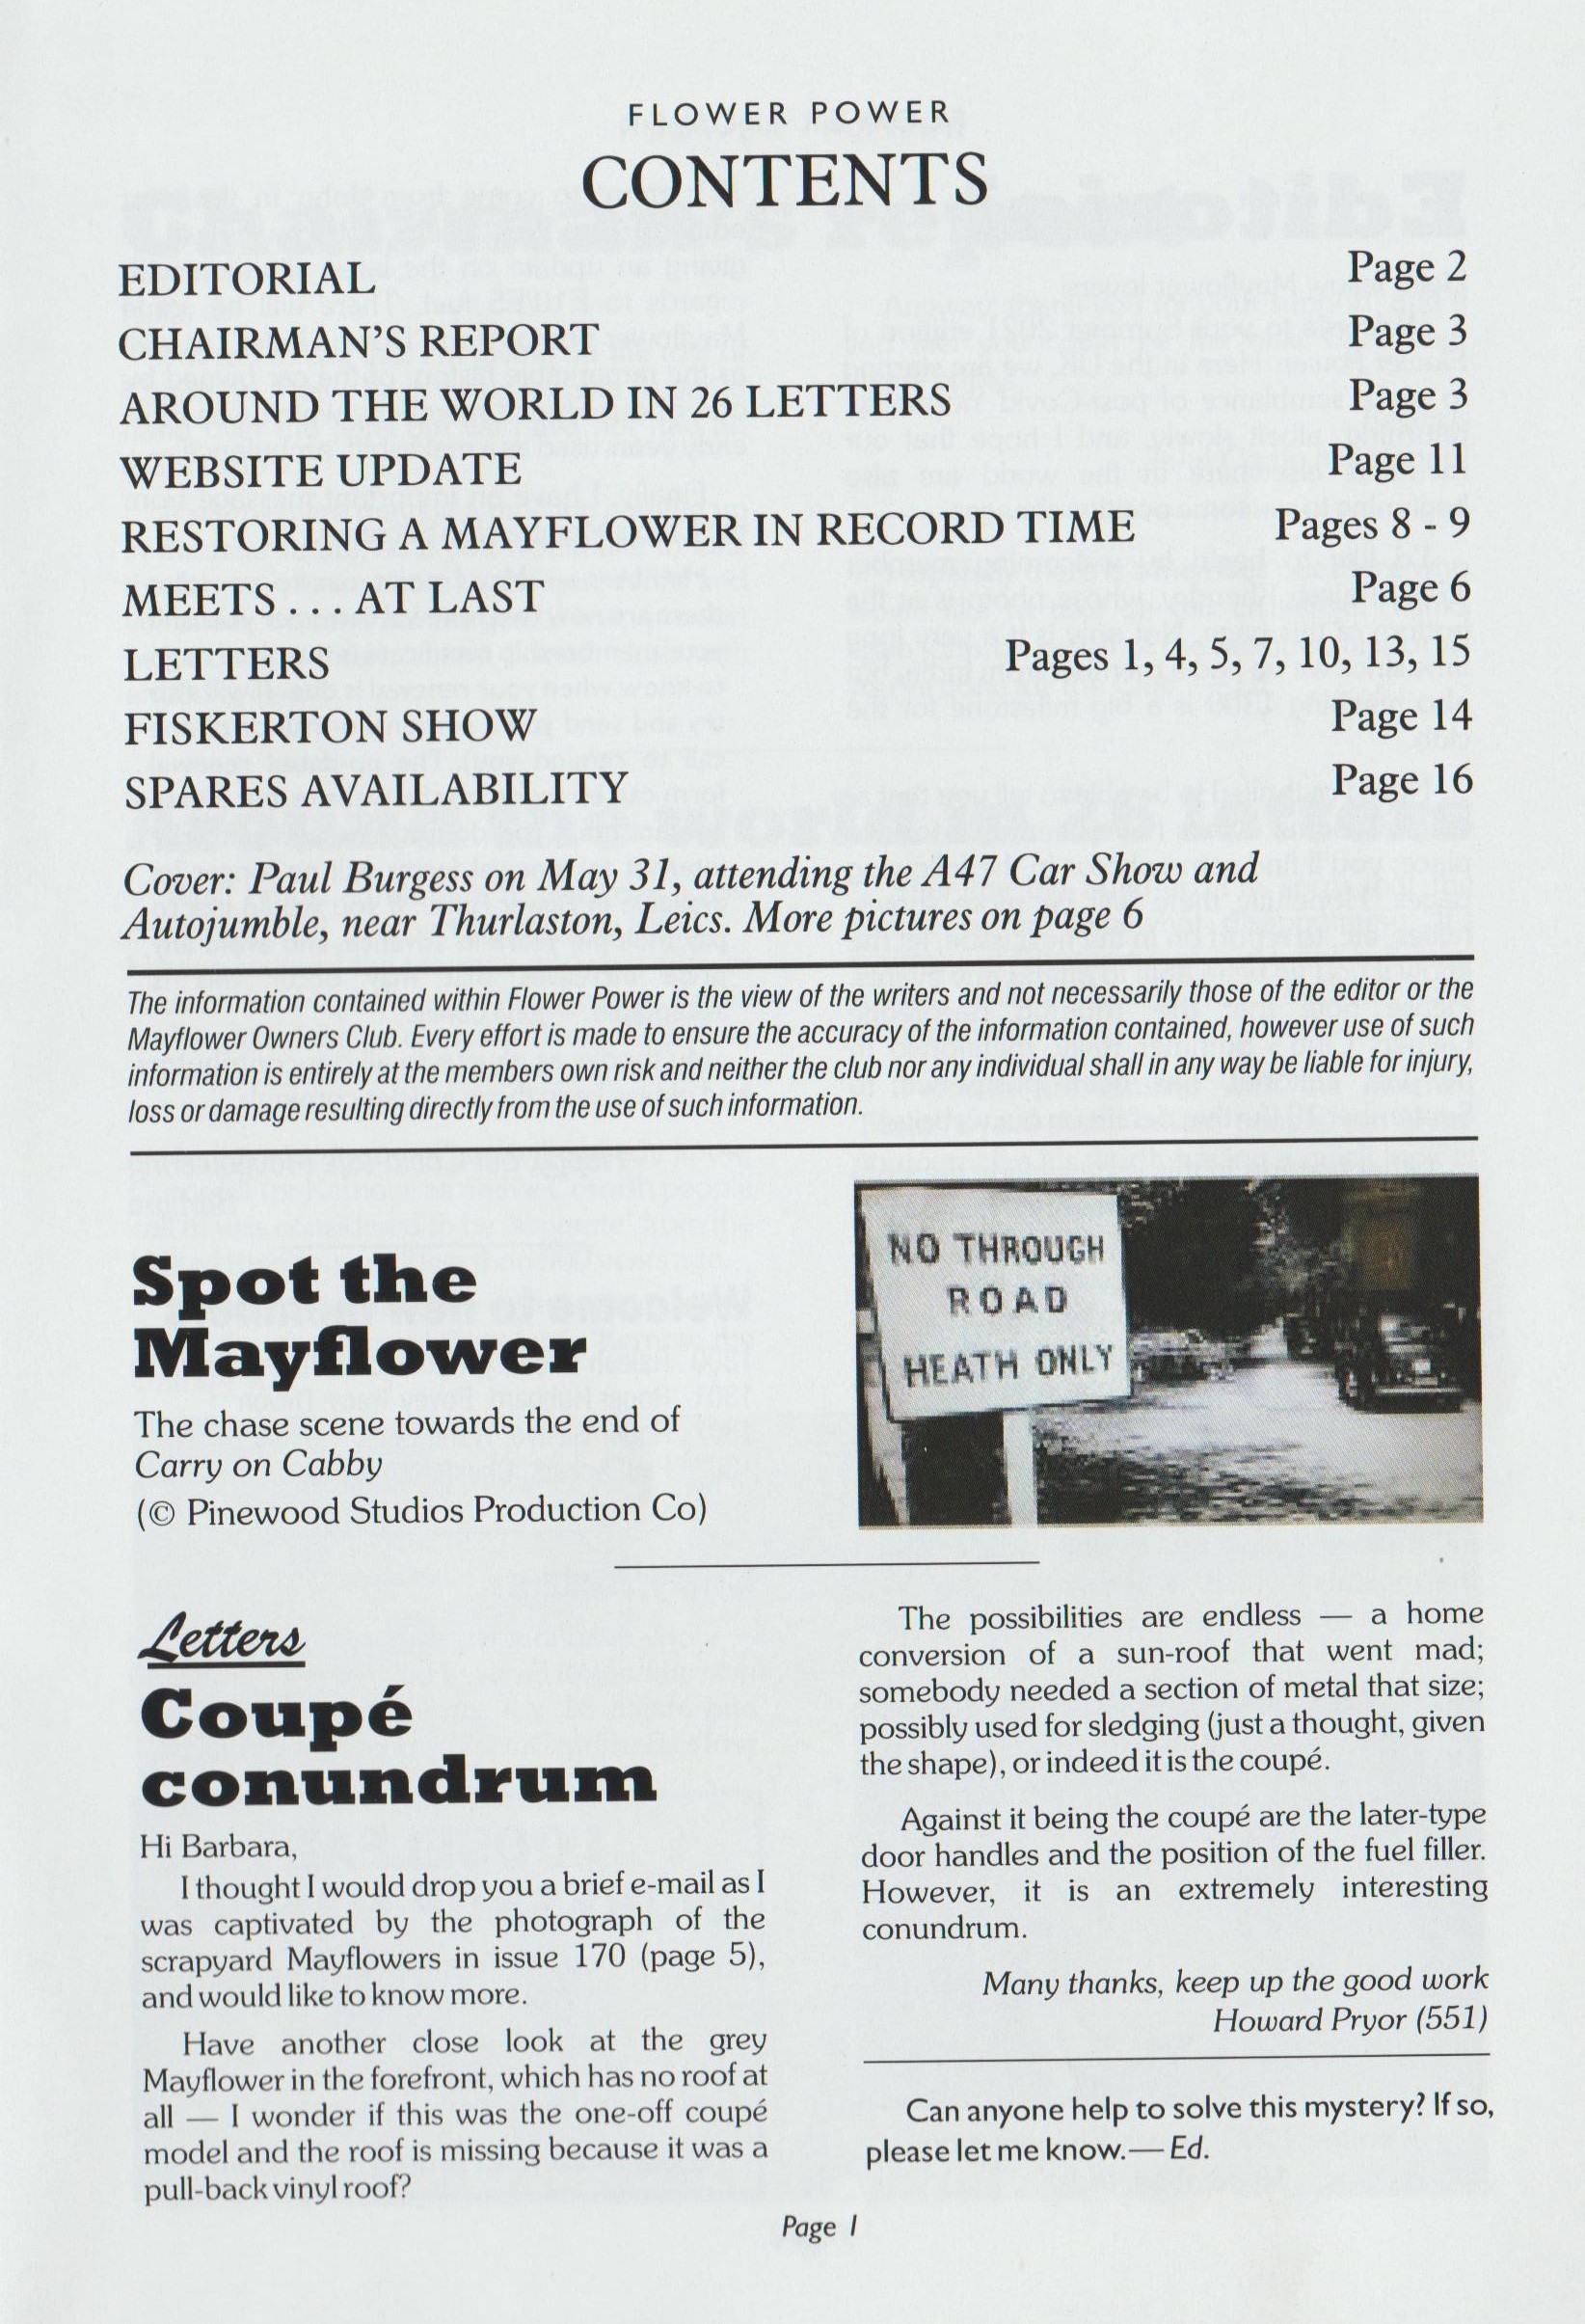 FLOWER POWER
CONTENTS
EDITORIAL Page 2
CHAIRMAN'S REPORT Page 3
AROUND THE WORLD IN 26 LETTERS Page 3
WEBSITE UPDATE Page 11
RESTORING A MAYFLOWER IN RECORD TIME Pages 8 - 9
MEETS . . . AT LAST Page 6
LETTERS Pages 1, 4, 5, 7, 10, 13, 15
FISKERTON SHOW Page 14
SPARES AVAILABILITY Page 16
Cover: Paul Burgess on May 31, attending the A47 Car Show and
Autojumble, near Thurlaston, Leics. More pictures on page 6
The information contained within Flower Power is the view of the writers and not necessarily those of the editor or the
Mayflower Owners Club. Every effort is made to ensure the accuracy of the information contained, however use of such
information is entirely at the members own risk and neither the club nor any individual shall in any way be liable for injury,
loss or damage resulting directly from the use of such information.
Spot the
Mayflower
The chase scene towards the end of
Carry on Cabby
(© Pinewood Studios Production Co)
NO THROUGH
ROAD
HEATH ONLY
Letters
Coupé
conundrum
Hi Barbara,
I thought I would drop you a brief e-mail as I
was captivated by the photograph of the
scrapyard Mayflowers in issue 170 (page 5),
and would like to know more.
Have another close look at the grey
Mayflower in the forefront, which has no roof at
all — I wonder if this was the one-off coupé
model and the roof is missing because it was a
pull-back vinyl roof?
The possibilities are endless — a home
conversion of a sun-roof that went mad;
somebody needed a section of metal that size;
possibly used for sledging (just a thought, given
the shape), or indeed it is the coupé.
Against it being the coupé are the later-type
door handles and the position of the fuel filler.
However, it is an extremely interesting
conundrum.
Many thanks, keep up the good work
Howard Pryor (551)
Can anyone help to solve this mystery? If so,
please let me know.— Ed.
Page 1